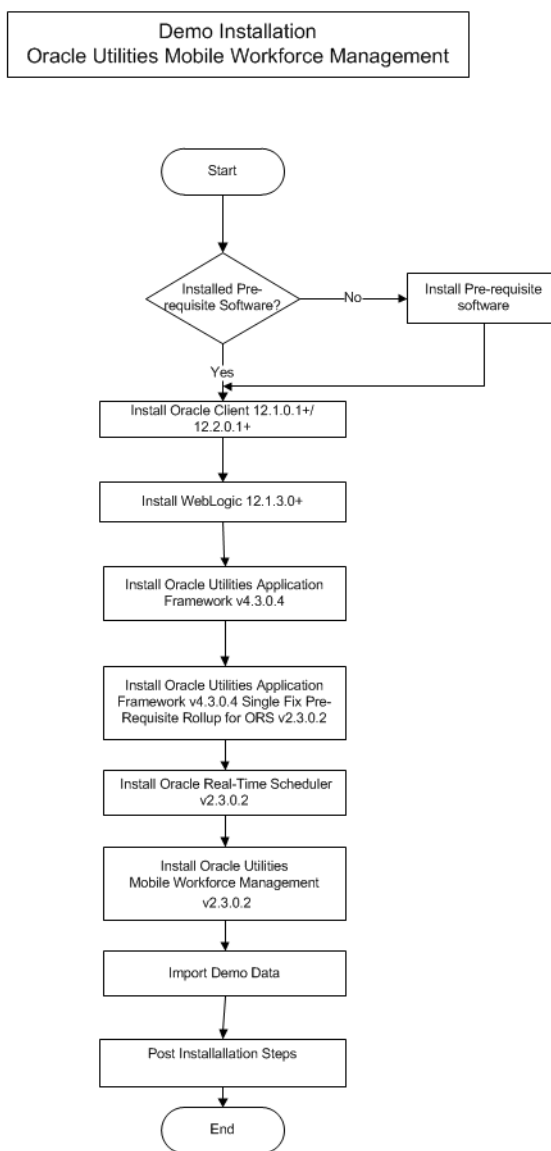 Demo Installation
Oracle Utilities Mobile Workforce Management
Start
Installed Pre-
requisite Software?
No
Install Pre-requisite
software
Yes
Install Oracle Client 12.1.0.1+/
12.2.0.1+
Install WebLogic 12.1.3.0+
Install Oracle Utilities Application
Framework v4.3.0.4
Install Oracle Utilities Application
Framework v4.3.0.4 Single Fix Pre-
Requisite Rollup for ORS v2.3.0.2
Install Oracle Real-Time Scheduler
v2.3.0.2
Install Oracle Utilities
Mobile Workforce Management
v2.3.0.2
Import Demo Data
Post Installallation Steps
End